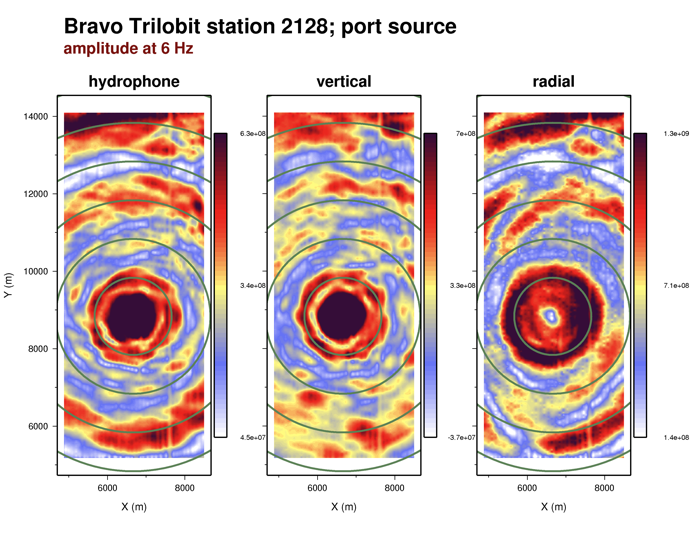 Bravo Trilobit station 2128; port source
amplitude at 6 Hz
hydrophone vertical radial
14000
12000
10000
8000
6000
Y (m)
6.3e+08
3.4e+08
4.5e+07
7e+08
3.3e+08
-3.7e+07
1.3e+09
7.1e+08
1.4e+08
6000 8000 6000 8000 6000 8000
X (m) X (m) X (m)